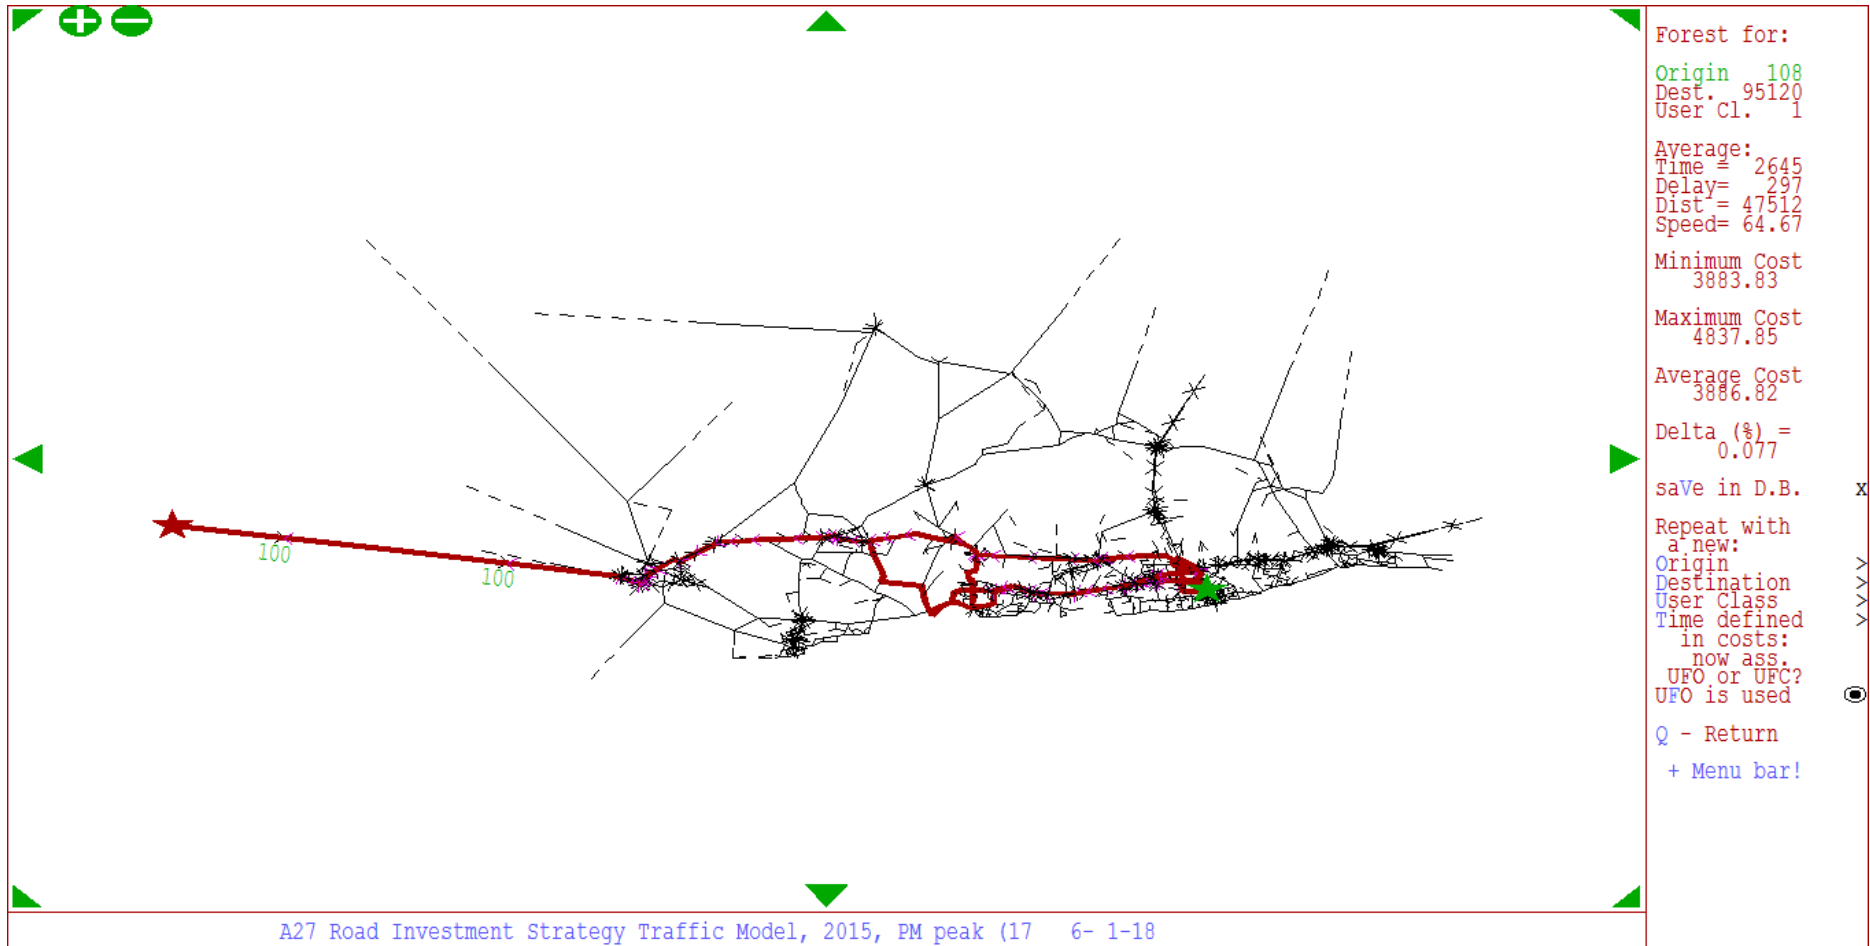 Forest for:
Origin 108
Dest. 95120
User Cl. 1
Average:
Time = 2645
Delay= 297
Dist = 47512
Speed= 64.67
Minimum Cost
3883.83
Maximum Cost
4837.85
Average Cost
3886.82
Delta (%) =
0.077
saVe in D.B. x
Repeat with
a new:
Origin >
Destination >
User Class >
Time defined >
in costs:
now ass.
UFO or UFC?
UFO is used
Q - Return
+ Menu bar!
100
100
A27 Road Investment Strategy Traffic Model, 2015, PM peak (17 6- 1-18